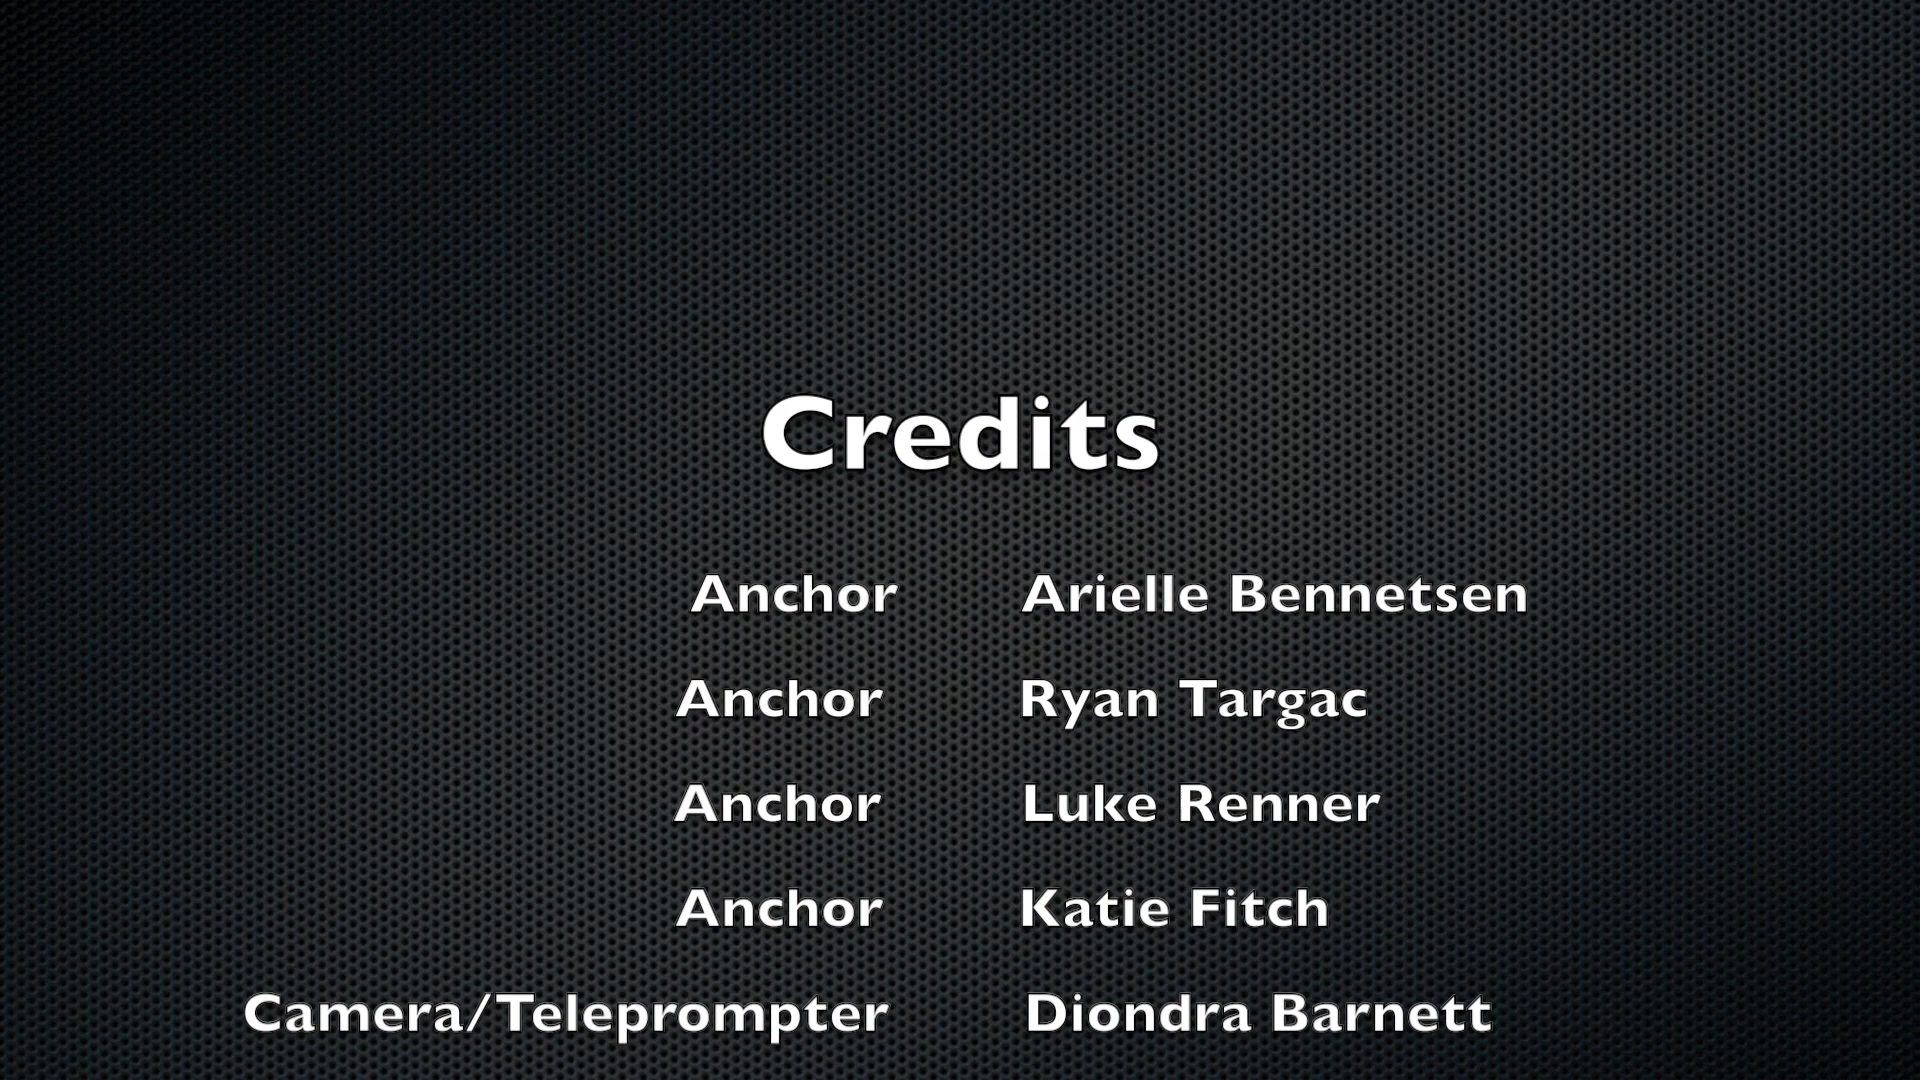 Credits
Anchor Arielle Bennetsen
Anchor Ryan Targac
Anchor Luke Renner
Anchor Katie Fitch
Camera/Teleprompter Diondra Barnett